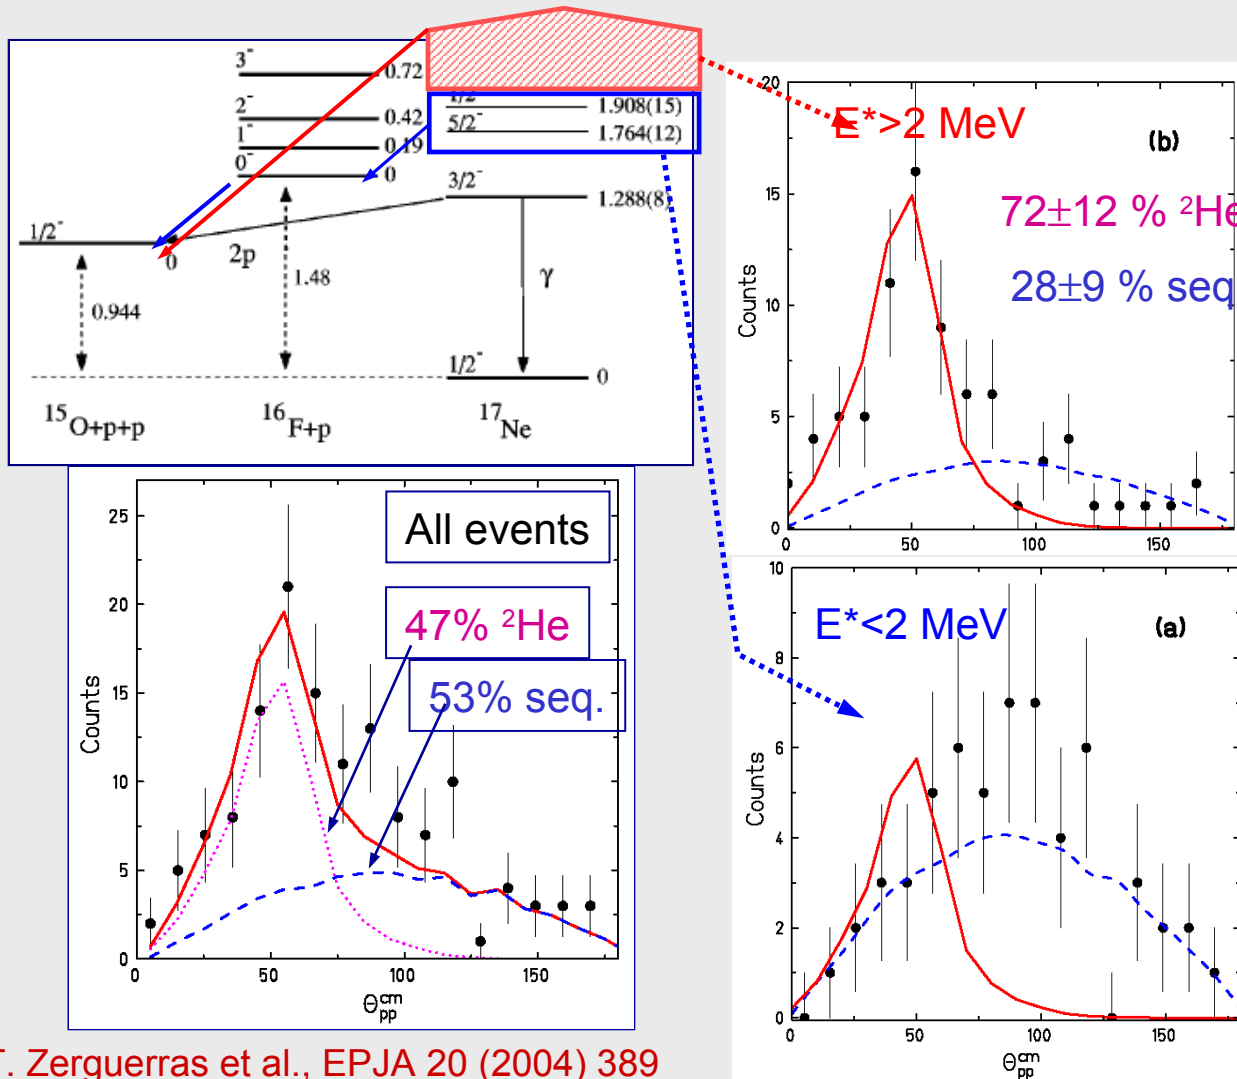 3⁻
0.72
2⁻
0.42
1⁻
0.19
0⁻
0
1/2⁻
1.908(15)
5/2⁻
1.764(12)
3/2⁻
1.288(8)
1/2⁻
0
2p
1.48
γ
0.944
1/2⁻
0
¹⁵O+p+p
¹⁶F+p
¹⁷Ne
20
15
10
5
0
Counts
E*>2 MeV
(b)
72±12 % ²He
28±9 % seq
0
50
100
150
25
20
15
10
5
0
Counts
All events
47% ²He
53% seq.
0
50
100
150
Θcm pp
10
8
6
4
2
0
Counts
E*<2 MeV
(a)
0
50
100
150
Θcm pp
T. Zerguerras et al., EPJA 20 (2004) 389